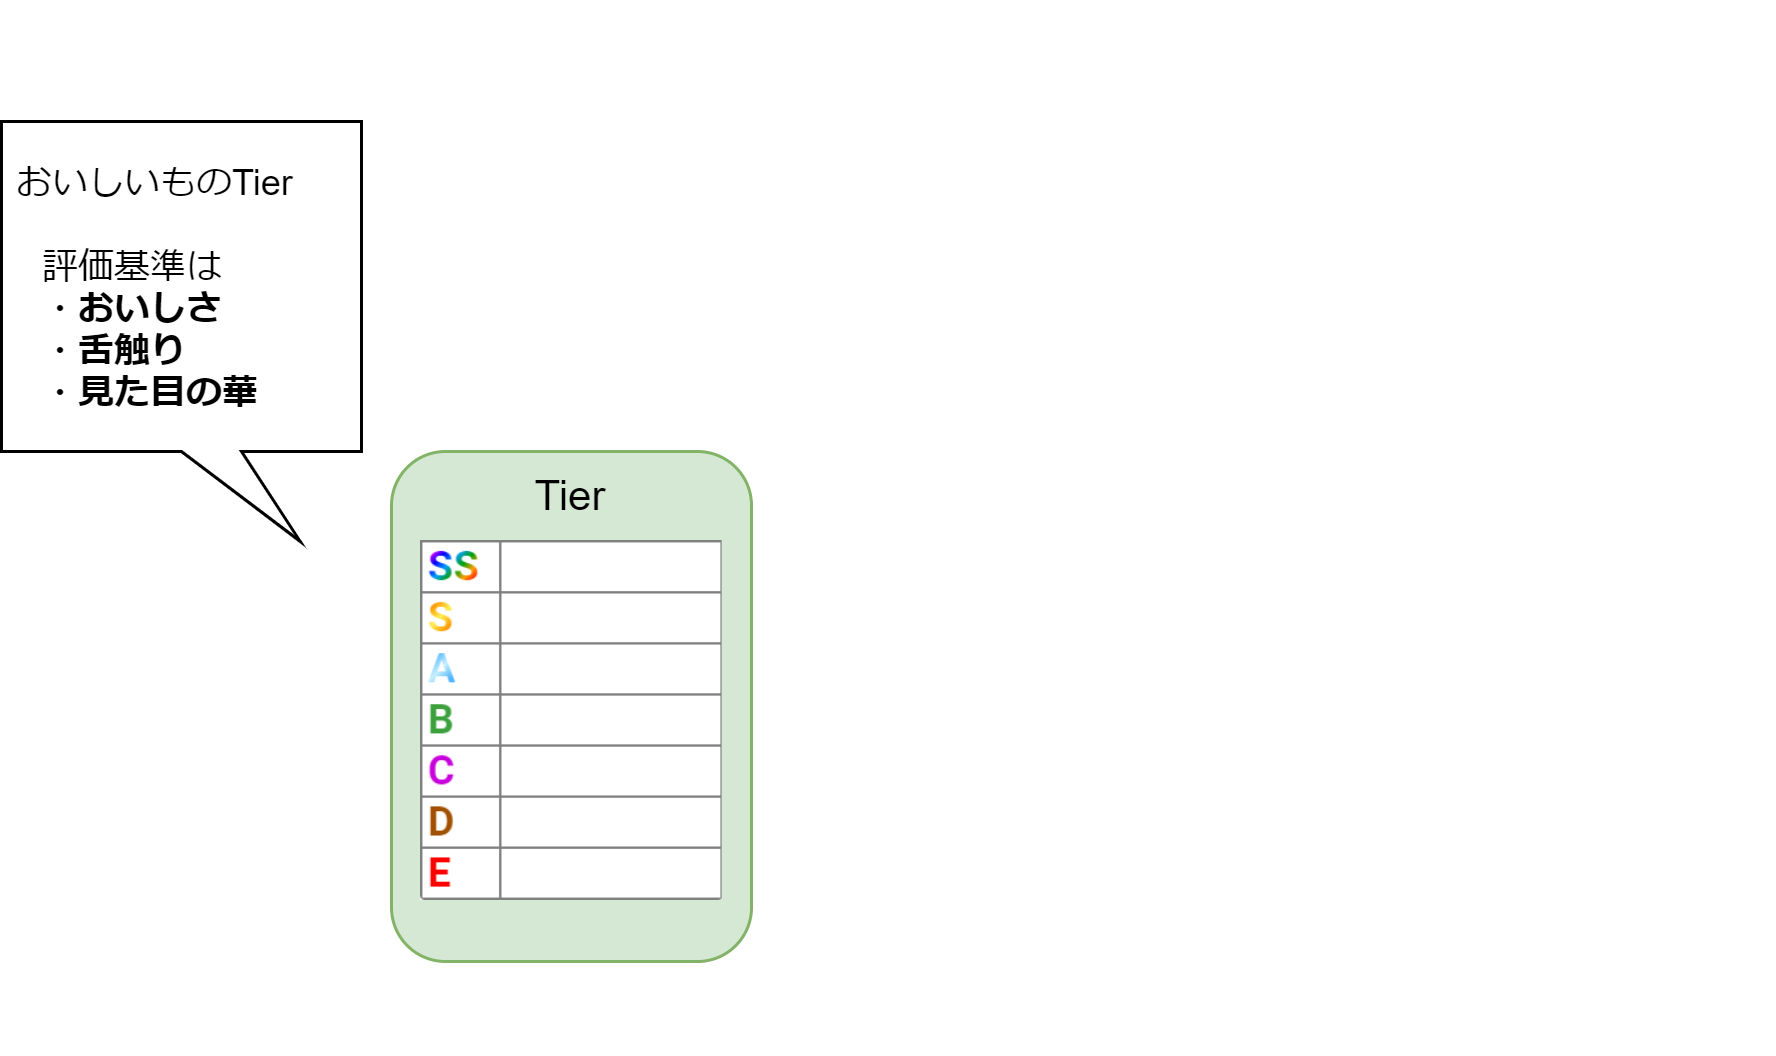 おいしいものTier
評価基準は
・おいしさ
・舌触り
・見た目の華
Tier
SS
S
A
B
C
D
E